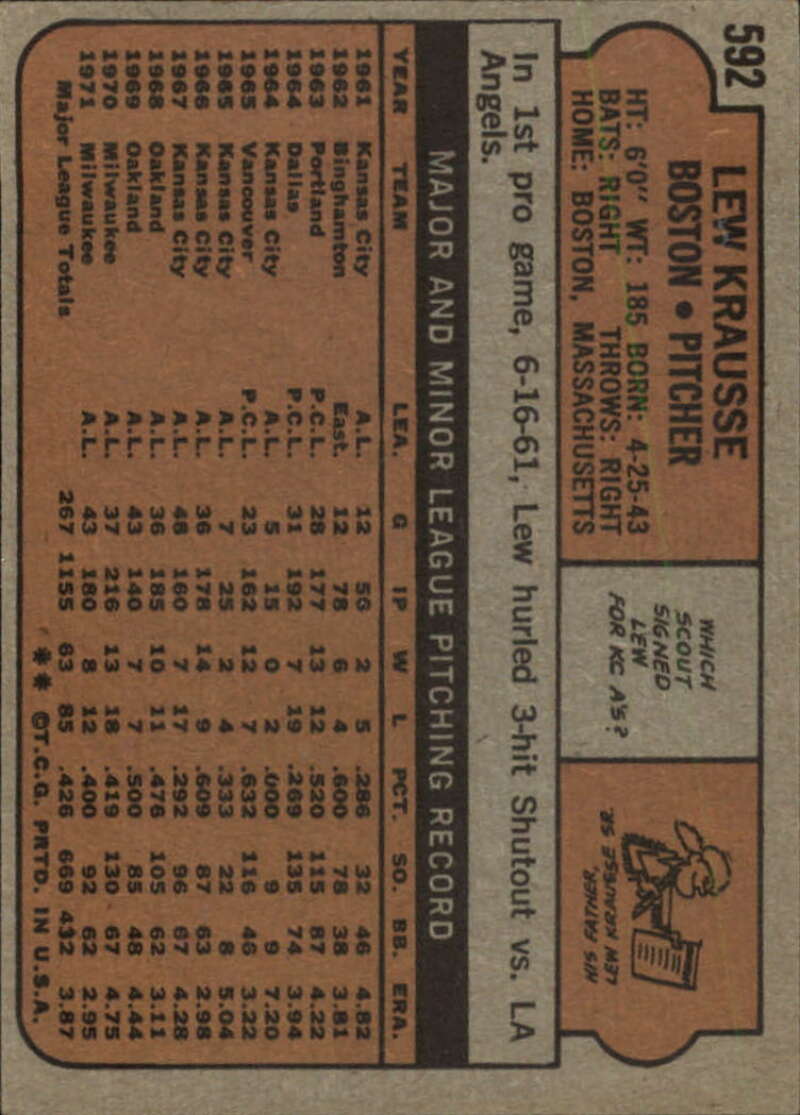 592
LEW KRAUSSE
BOSTON • PITCHER
HT: 6'0" WT: 185 BORN: 4-25-43
BATS: RIGHT THROWS: RIGHT
HOME: BOSTON, MASSACHUSETTS
WHICH
SCOUT
SIGNED
LEW
FOR KC A's?
HIS FATHER,
LEW KRAUSSE SR.
In 1st pro game, 6-16-61, Lew hurled 3-hit Shutout vs. LA
Angels.
MAJOR AND MINOR LEAGUE PITCHING RECORD
YEAR TEAM LEA. G IP W L PCT. SO. BB. ERA.
1961 Kansas City A.L. 12 56 2 5 .286 32 46 4.82
1962 Binghamton East. 12 78 6 4 .600 78 38 3.81
1963 Portland P.C.L. 28 177 13 12 .520 115 87 4.22
1964 Dallas P.C.L. 31 192 7 19 .269 135 74 3.94
1964 Kansas City A.L. 5 15 0 2 .000 9 9 7.20
1965 Vancouver P.C.L. 23 162 12 7 .632 116 46 3.22
1965 Kansas City A.L. 7 25 2 4 .333 22 8 5.04
1966 Kansas City A.L. 36 178 14 9 .609 87 63 2.98
1967 Kansas City A.L. 48 160 7 17 .292 96 67 4.28
1968 Oakland A.L. 36 185 10 11 .476 105 62 3.11
1969 Oakland A.L. 43 140 7 7 .500 85 48 4.44
1970 Milwaukee A.L. 37 216 13 18 .419 130 67 4.75
1971 Milwaukee A.L. 43 180 8 12 .400 92 62 2.95
Major League Totals 267 1155 63 85 .426 669 432 3.87
** ©T.C.G. PRTD. IN U.S.A.